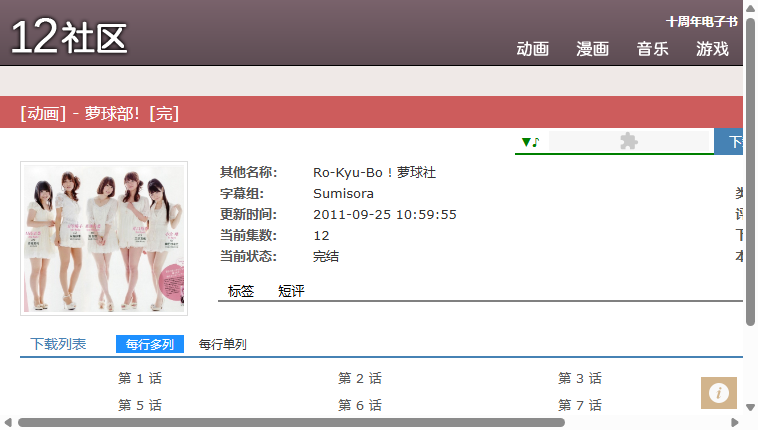 12社区
十周年电子书
动画 漫画 音乐 游戏
[动画] - 萝球部！[完]
▼♪
下
其他名称: Ro-Kyu-Bo！萝球社
字幕组: Sumisora
更新时间: 2011-09-25 10:59:55
当前集数: 12
当前状态: 完结
标签 短评
下载列表 每行多列 每行单列
第 1 话 第 2 话 第 3 话
第 5 话 第 6 话 第 7 话